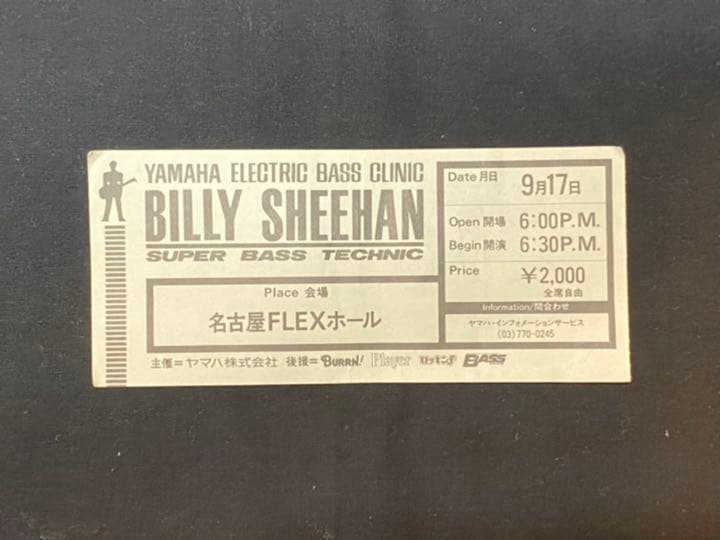 YAMAHA ELECTRIC BASS CLINIC
BILLY SHEEHAN
SUPER BASS TECHNIC
Place 会場
名古屋FLEXホール
主催=ヤマハ株式会社 後援=BURRN! Player ロッキンf BASS
Date 月日 9月17日
Open 開場 6:00P.M.
Begin 開演 6:30P.M.
Price ¥2,000
全席自由
Information/問合わせ
ヤマハ・インフォメーションサービス
(03)770-0245